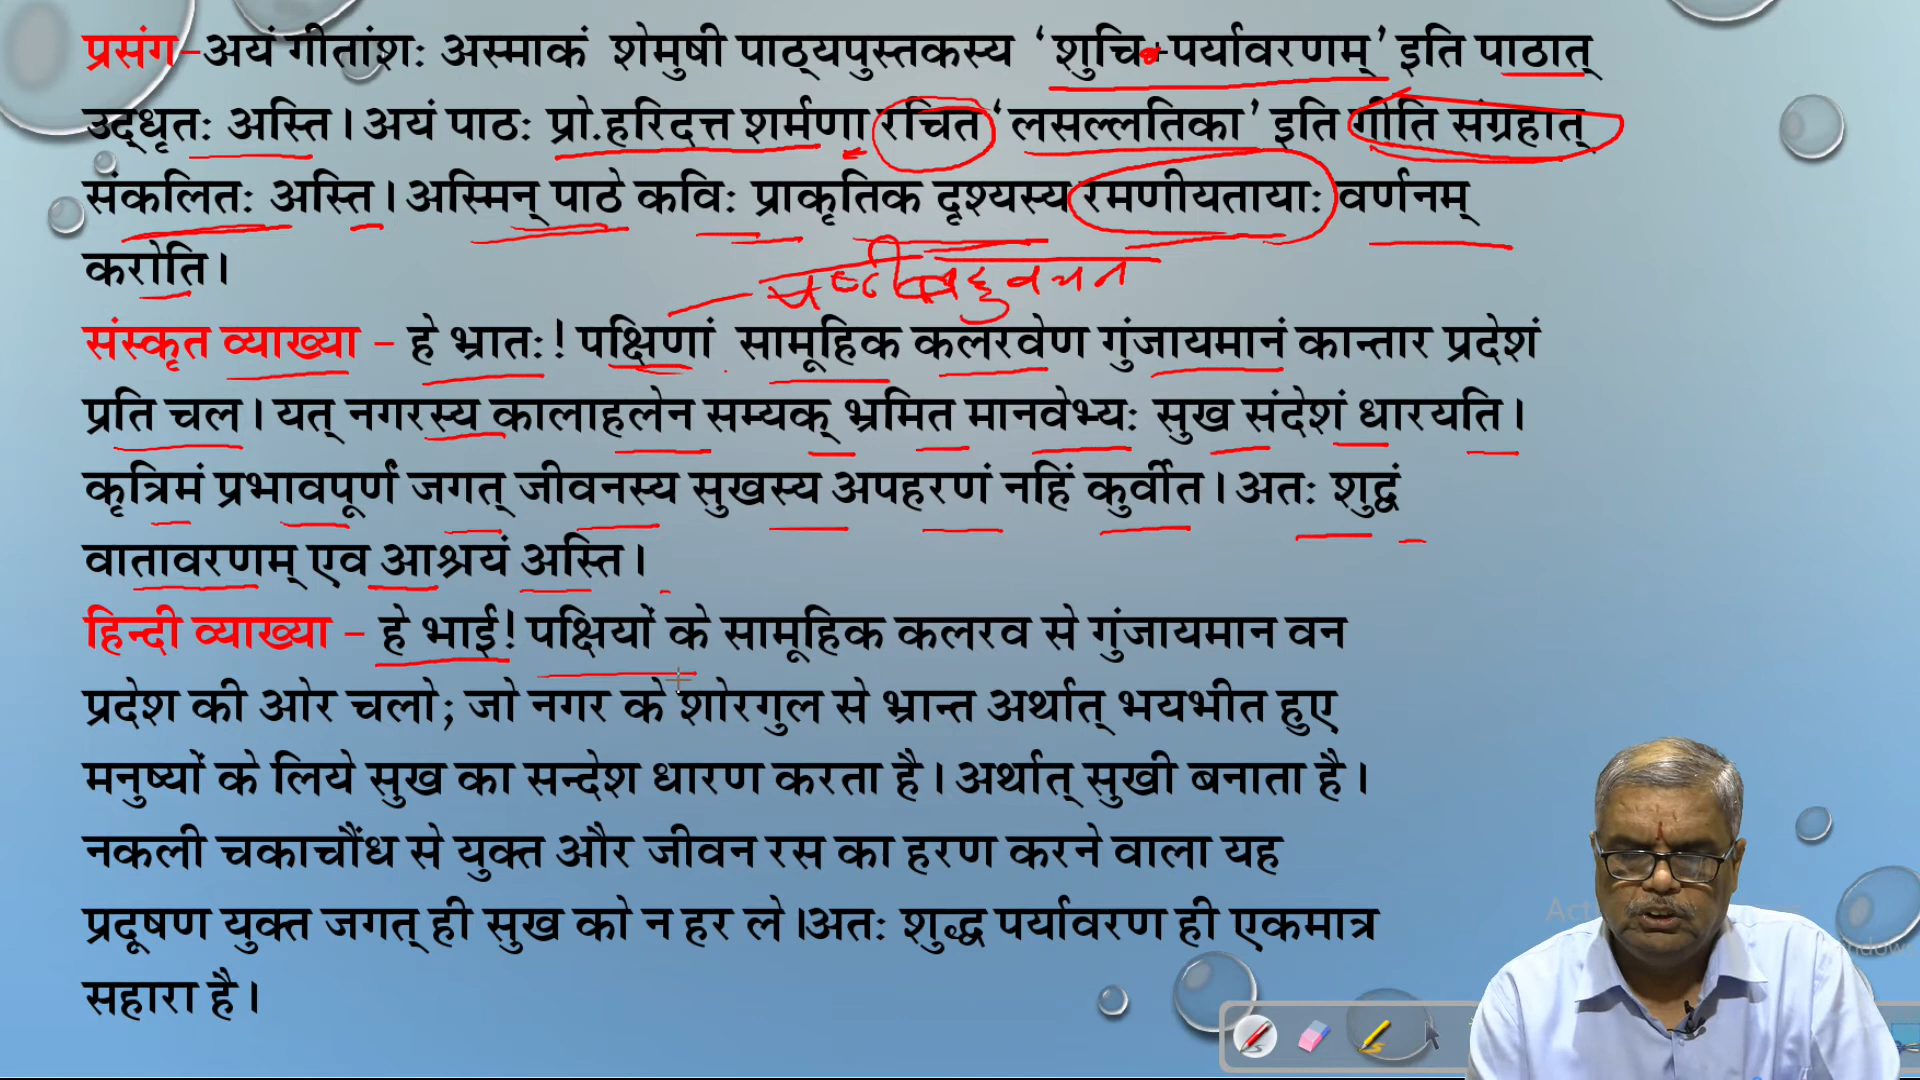 प्रसंग-अयं गीतांशः अस्माकं शेमुषी पाठ्यपुस्तकस्य ‘शुचि-पर्यावरणम्’ इति पाठात्
उद्धृतः अस्ति। अयं पाठः प्रो.हरिदत्त शर्मणा रचित ‘लसल्लतिका’ इति गीति संग्रहात्
संकलितः अस्ति। अस्मिन् पाठे कविः प्राकृतिक दृश्यस्य रमणीयतायाः वर्णनम्
करोति।
षष्ठी बहुवचन
संस्कृत व्याख्या - हे भ्रातः! पक्षिणां सामूहिक कलरवेण गुंजायमानं कान्तार प्रदेशं
प्रति चल। यत् नगरस्य कालाहलेन सम्यक् भ्रमित मानवेभ्यः सुख संदेशं धारयति।
कृत्रिमं प्रभावपूर्णं जगत् जीवनस्य सुखस्य अपहरणं नहिं कुर्वीत। अतः शुद्वं
वातावरणम् एव आश्रयं अस्ति।
हिन्दी व्याख्या - हे भाई! पक्षियों के सामूहिक कलरव से गुंजायमान वन
प्रदेश की ओर चलो; जो नगर के शोरगुल से भ्रान्त अर्थात् भयभीत हुए
मनुष्यों के लिये सुख का सन्देश धारण करता है। अर्थात् सुखी बनाता है।
नकली चकाचौंध से युक्त और जीवन रस का हरण करने वाला यह
प्रदूषण युक्त जगत् ही सुख को न हर ले।अतः शुद्ध पर्यावरण ही एकमात्र
सहारा है।